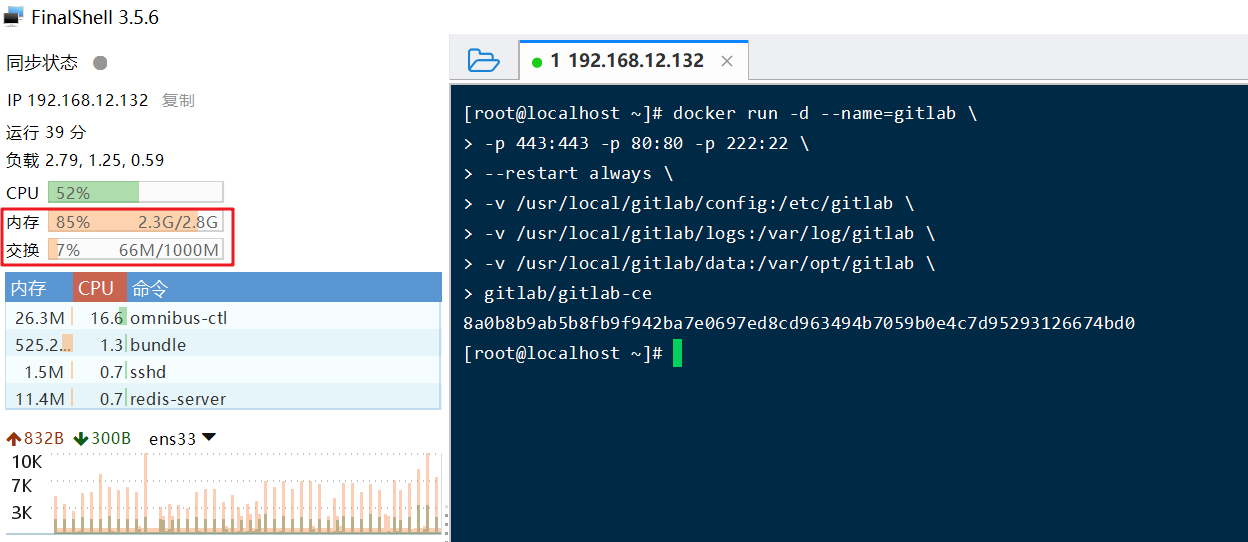 FinalShell 3.5.6
同步状态
IP 192.168.12.132 复制
运行 39 分
负载 2.79, 1.25, 0.59
CPU 52%
内存 85% 2.3G/2.8G
交换 7% 66M/1000M
内存 CPU 命令
26.3M 16.6 omnibus-ctl
525.2... 1.3 bundle
1.5M 0.7 sshd
11.4M 0.7 redis-server
832B 300B ens33
10K
7K
3K
1 192.168.12.132
[root@localhost ~]# docker run -d --name=gitlab \
> -p 443:443 -p 80:80 -p 222:22 \
> --restart always \
> -v /usr/local/gitlab/config:/etc/gitlab \
> -v /usr/local/gitlab/logs:/var/log/gitlab \
> -v /usr/local/gitlab/data:/var/opt/gitlab \
> gitlab/gitlab-ce
8a0b8b9ab5b8fb9f942ba7e0697ed8cd963494b7059b0e4c7d95293126674bd0
[root@localhost ~]#